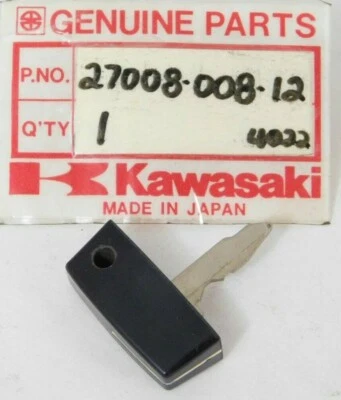 GENUINE PARTS
P.NO. 27008-008-12
Q'TY 1 4022
Kawasaki
MADE IN JAPAN